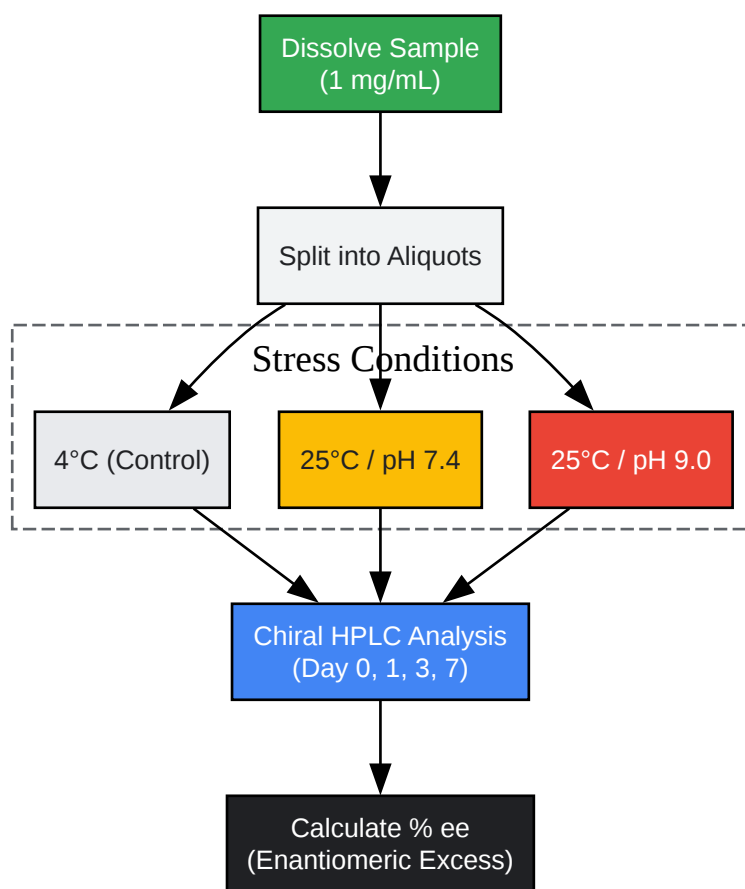 Dissolve Sample
(1 mg/mL)
Split into Aliquots
Stress Conditions
4°C (Control)
25°C / pH 7.4
25°C / pH 9.0
Chiral HPLC Analysis
(Day 0, 1, 3, 7)
Calculate % ee
(Enantiomeric Excess)